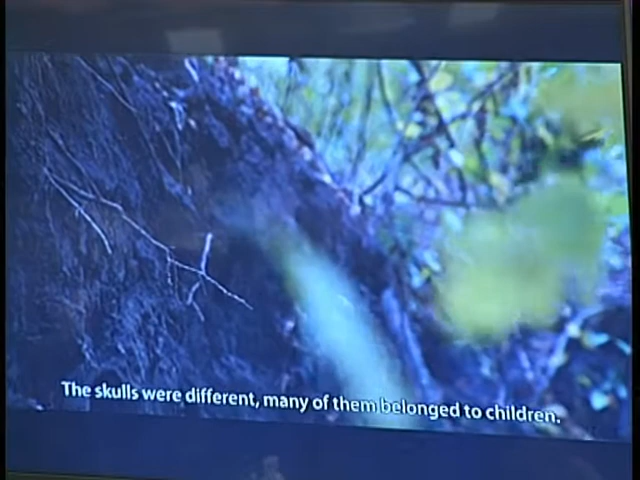 The skulls were different, many of them belonged to children.